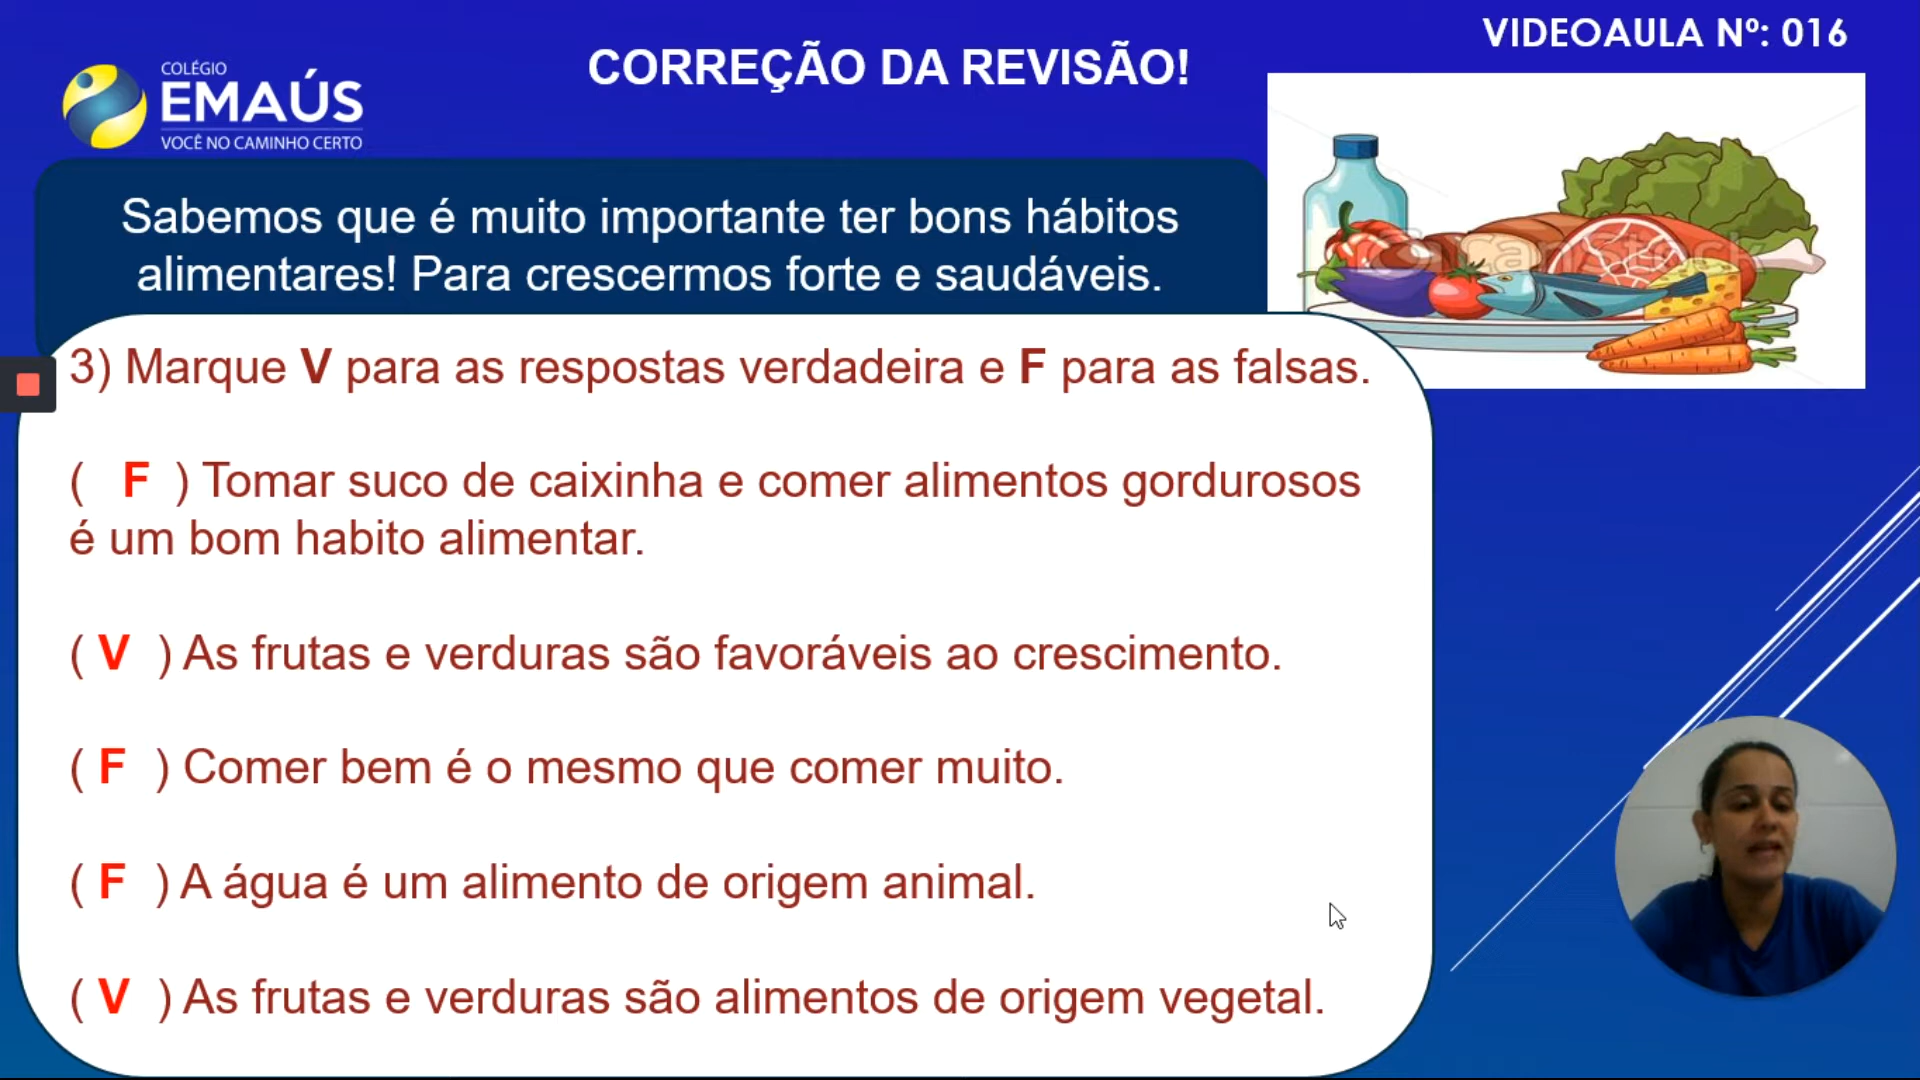 VIDEOAULA Nº: 016
CORREÇÃO DA REVISÃO!
COLÉGIO
EMAÚS
VOCÊ NO CAMINHO CERTO
Sabemos que é muito importante ter bons hábitos
alimentares! Para crescermos forte e saudáveis.
3) Marque V para as respostas verdadeira e F para as falsas.
( F ) Tomar suco de caixinha e comer alimentos gordurosos
é um bom habito alimentar.
( V ) As frutas e verduras são favoráveis ao crescimento.
( F ) Comer bem é o mesmo que comer muito.
( F ) A água é um alimento de origem animal.
( V ) As frutas e verduras são alimentos de origem vegetal.